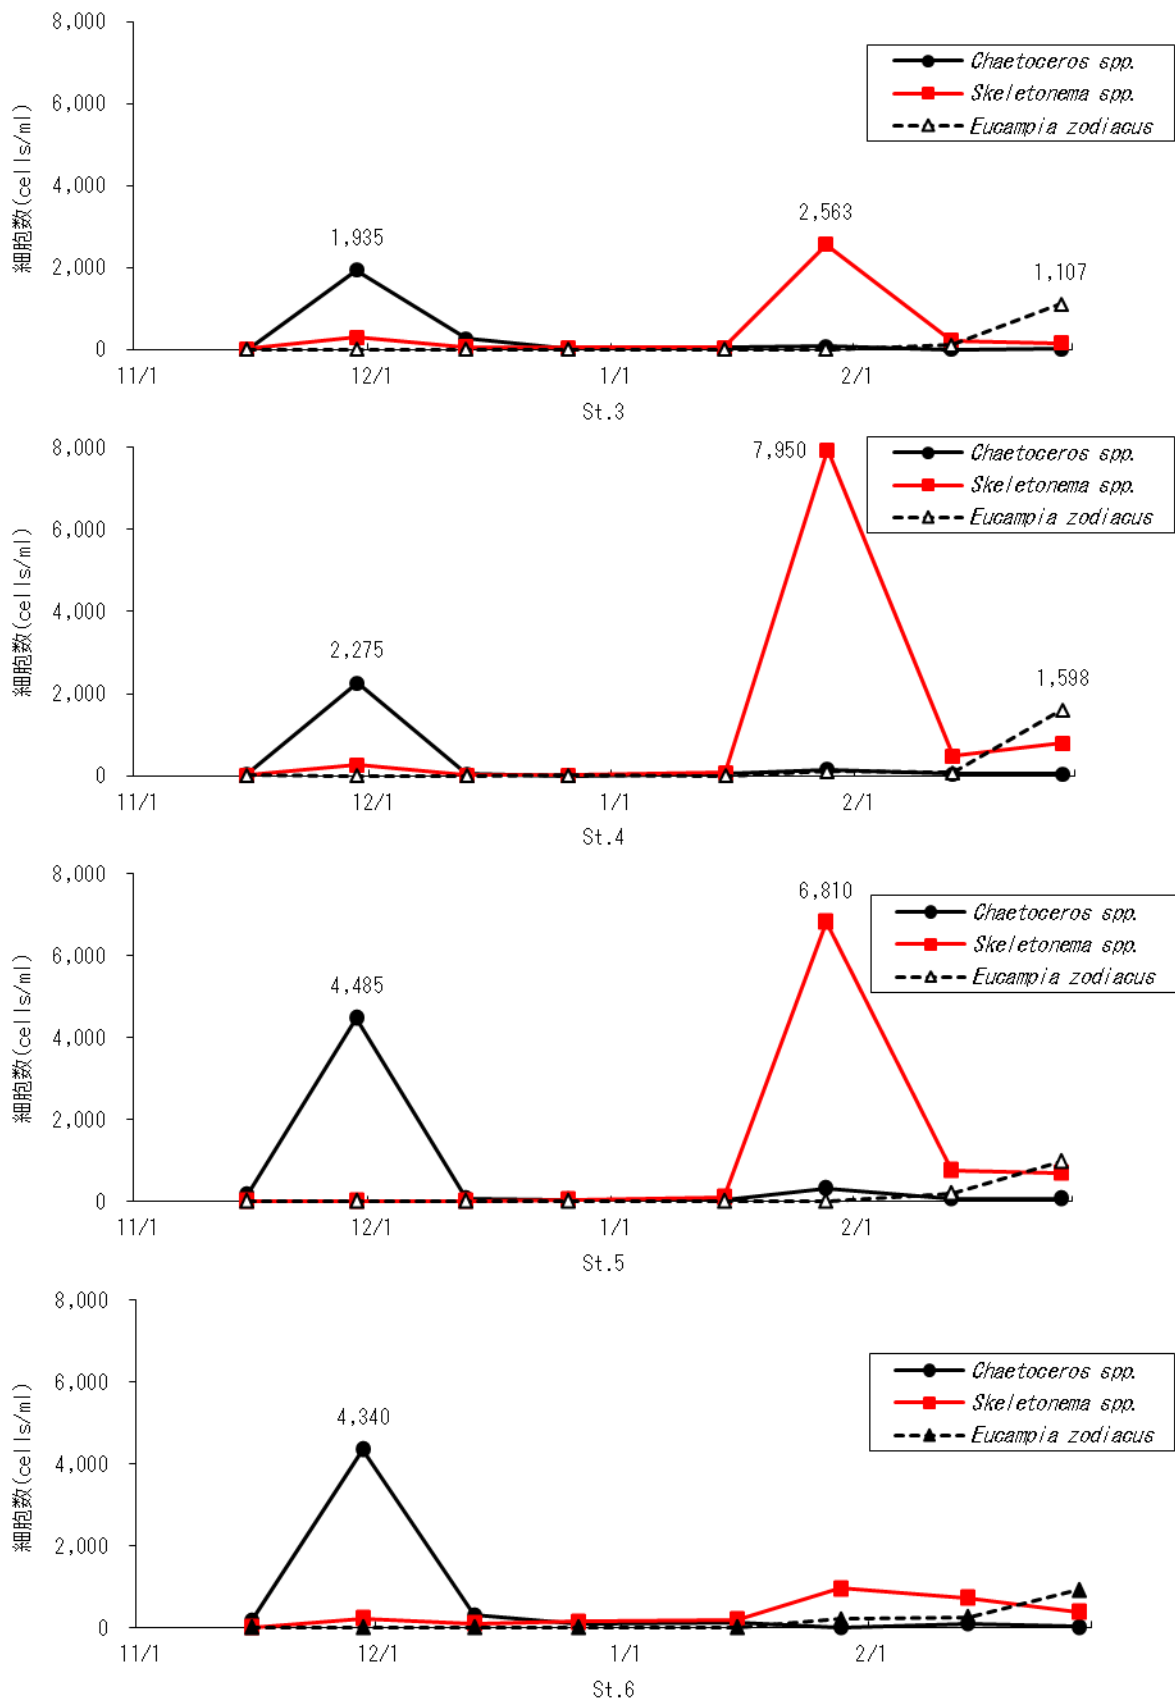 8,000
6,000
4,000
2,000
0
細胞数(cells/ml)
Chaetoceros spp.
Skeletonema spp.
Eucampia zodiacus
1,935
2,563
1,107
11/1
12/1
1/1
2/1
St.3
8,000
6,000
4,000
2,000
0
細胞数(cells/ml)
Chaetoceros spp.
Skeletonema spp.
Eucampia zodiacus
2,275
7,950
1,598
11/1
12/1
1/1
2/1
St.4
8,000
6,000
4,000
2,000
0
細胞数(cells/ml)
Chaetoceros spp.
Skeletonema spp.
Eucampia zodiacus
4,485
6,810
11/1
12/1
1/1
2/1
St.5
8,000
6,000
4,000
2,000
0
細胞数(cells/ml)
Chaetoceros spp.
Skeletonema spp.
Eucampia zodiacus
4,340
11/1
12/1
1/1
2/1
St.6